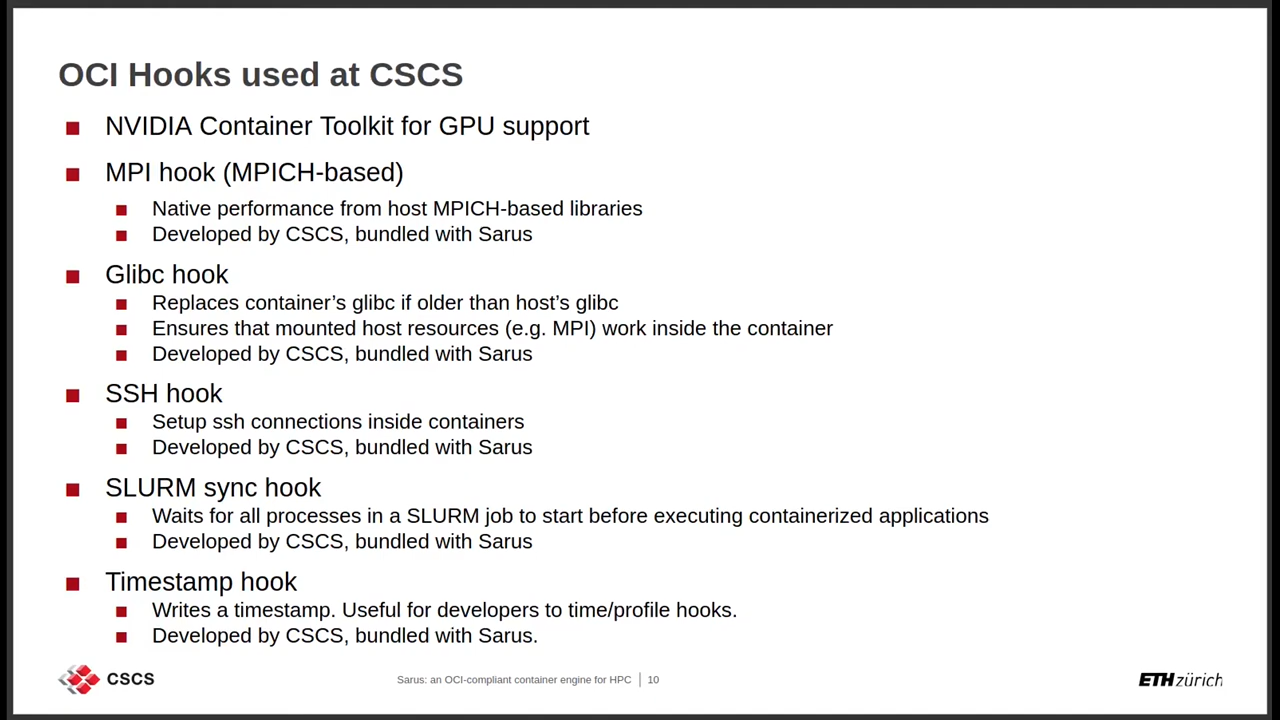 OCI Hooks used at CSCS
NVIDIA Container Toolkit for GPU support
MPI hook (MPICH-based)
Native performance from host MPICH-based libraries
Developed by CSCS, bundled with Sarus
Glibc hook
Replaces container’s glibc if older than host’s glibc
Ensures that mounted host resources (e.g. MPI) work inside the container
Developed by CSCS, bundled with Sarus
SSH hook
Setup ssh connections inside containers
Developed by CSCS, bundled with Sarus
SLURM sync hook
Waits for all processes in a SLURM job to start before executing containerized applications
Developed by CSCS, bundled with Sarus
Timestamp hook
Writes a timestamp. Useful for developers to time/profile hooks.
Developed by CSCS, bundled with Sarus.
CSCS
Sarus: an OCI-compliant container engine for HPC | 10
ETH zürich